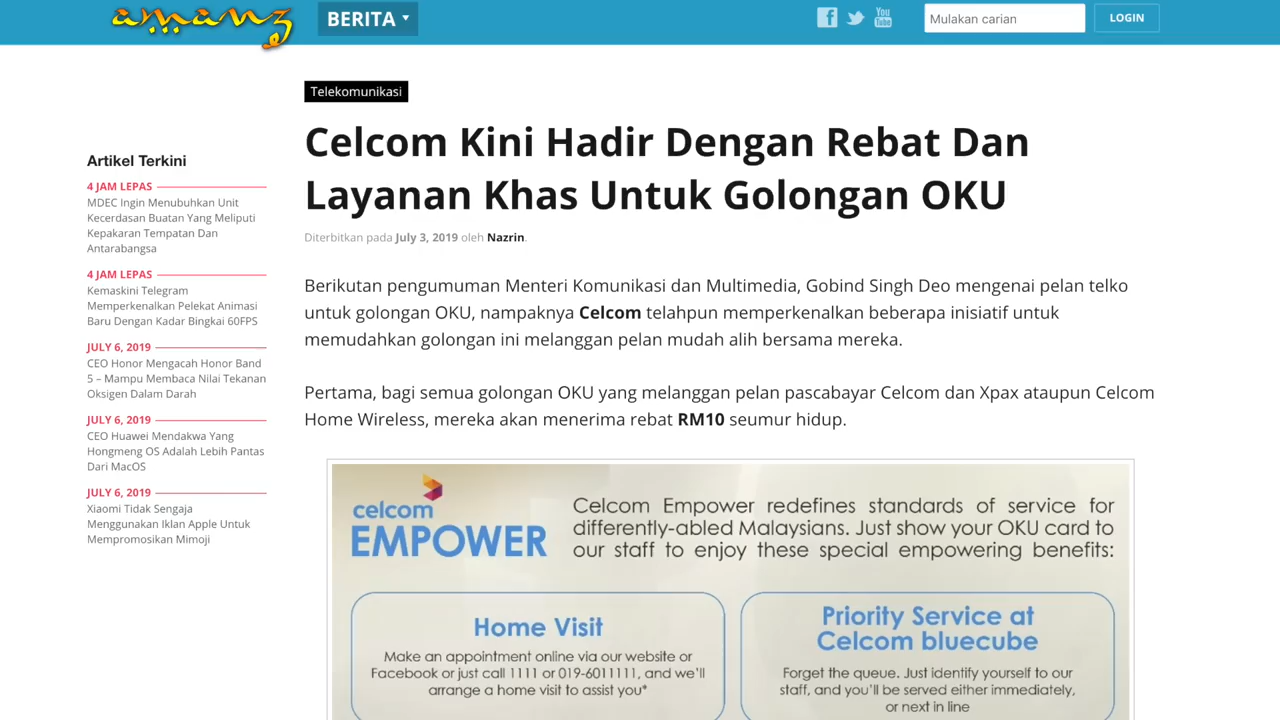 amanz
BERITA
Mulakan carian
LOGIN
Artikel Terkini
4 JAM LEPAS
MDEC Ingin Menubuhkan Unit
Kecerdasan Buatan Yang Meliputi
Kepakaran Tempatan Dan
Antarabangsa
4 JAM LEPAS
Kemaskini Telegram
Memperkenalkan Pelekat Animasi
Baru Dengan Kadar Bingkai 60FPS
JULY 6, 2019
CEO Honor Mengacah Honor Band
5 – Mampu Membaca Nilai Tekanan
Oksigen Dalam Darah
JULY 6, 2019
CEO Huawei Mendakwa Yang
Hongmeng OS Adalah Lebih Pantas
Dari MacOS
JULY 6, 2019
Xiaomi Tidak Sengaja
Menggunakan Iklan Apple Untuk
Mempromosikan Mimoji
Telekomunikasi
Celcom Kini Hadir Dengan Rebat Dan
Layanan Khas Untuk Golongan OKU
Diterbitkan pada July 3, 2019 oleh Nazrin.
Berikutan pengumuman Menteri Komunikasi dan Multimedia, Gobind Singh Deo mengenai pelan telko
untuk golongan OKU, nampaknya Celcom telahpun memperkenalkan beberapa inisiatif untuk
memudahkan golongan ini melanggan pelan mudah alih bersama mereka.
Pertama, bagi semua golongan OKU yang melanggan pelan pascabayar Celcom dan Xpax ataupun Celcom
Home Wireless, mereka akan menerima rebat RM10 seumur hidup.
celcom
EMPOWER
Celcom Empower redefines standards of service for
differently-abled Malaysians. Just show your OKU card to
our staff to enjoy these special empowering benefits:
Home Visit
Make an appointment online via our website or
Facebook or just call 1111 or 019-6011111, and we'll
arrange a home visit to assist you*
Priority Service at
Celcom bluecube
Forget the queue. Just identify yourself to our
staff, and you'll be served either immediately,
or next in line